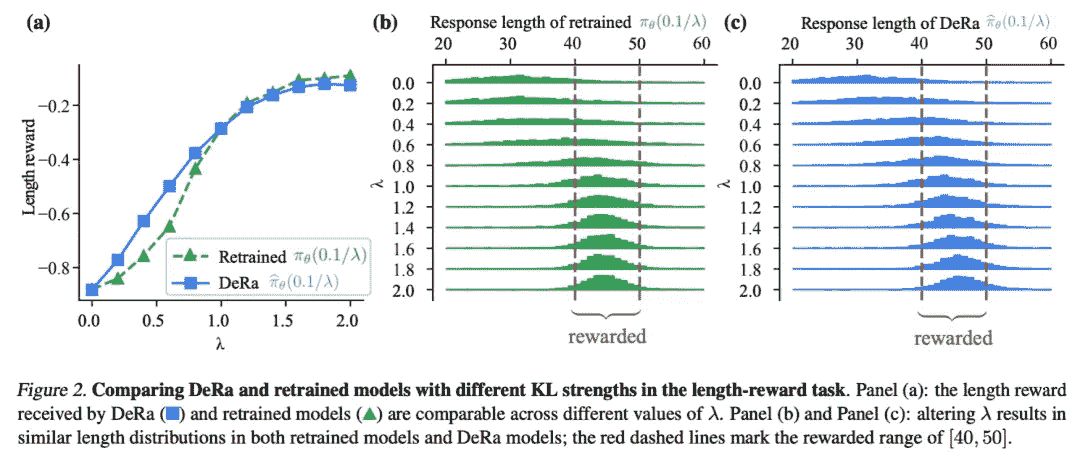 (a)
Length reward
−0.2
−0.4
−0.6
−0.8
0.0 0.5 1.0 1.5 2.0
λ
Retrained πθ(0.1/λ)
DeRa π̂θ(0.1/λ)
(b)
Response length of retrained πθ(0.1/λ)
20 30 40 50 60
λ
0.0
0.2
0.4
0.6
0.8
1.0
1.2
1.4
1.6
1.8
2.0
rewarded
(c)
Response length of DeRa π̂θ(0.1/λ)
20 30 40 50 60
λ
0.0
0.2
0.4
0.6
0.8
1.0
1.2
1.4
1.6
1.8
2.0
rewarded
Figure 2. Comparing DeRa and retrained models with different KL strengths in the length-reward task. Panel (a): the length reward
received by DeRa (■) and retrained models (▲) are comparable across different values of λ. Panel (b) and Panel (c): altering λ results in
similar length distributions in both retrained models and DeRa models; the red dashed lines mark the rewarded range of [40, 50].